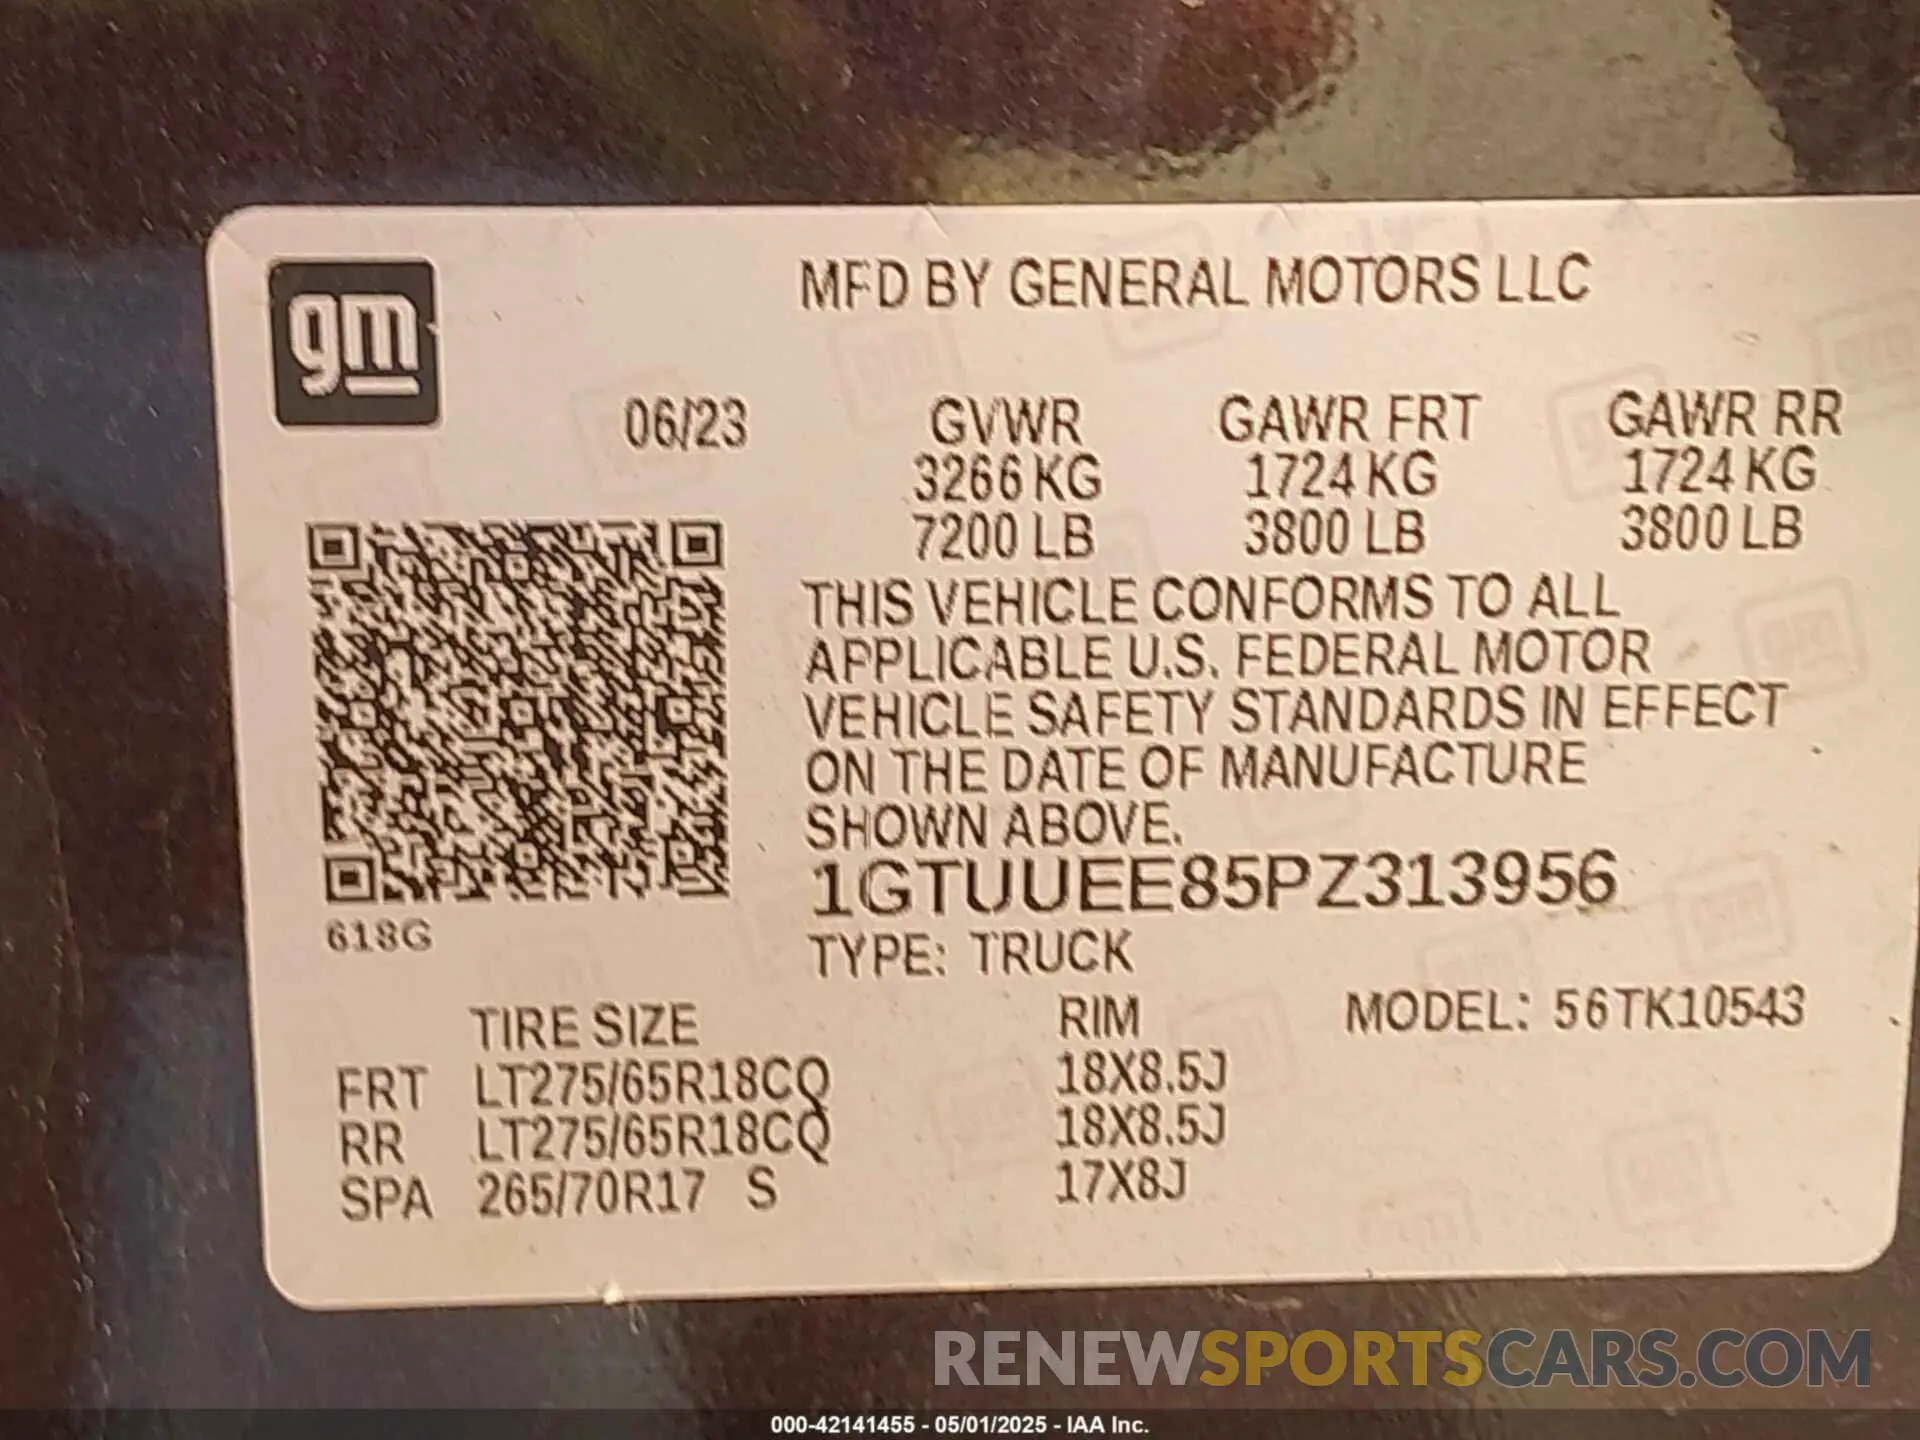 gm
MFD BY GENERAL MOTORS LLC
06/23 GVWR GAWR FRT GAWR RR
3266 KG 1724 KG 1724 KG
7200 LB 3800 LB 3800 LB
THIS VEHICLE CONFORMS TO ALL
APPLICABLE U.S. FEDERAL MOTOR
VEHICLE SAFETY STANDARDS IN EFFECT
ON THE DATE OF MANUFACTURE
SHOWN ABOVE.
1GTUUEE85PZ313956
618G
TYPE: TRUCK
TIRE SIZE RIM MODEL: 56TK10543
FRT LT275/65R18CQ 18X8.5J
RR LT275/65R18CQ 18X8.5J
SPA 265/70R17 S 17X8J
RENEWSPORTSCARS.COM
000-42141455 - 05/01/2025 - IAA Inc.